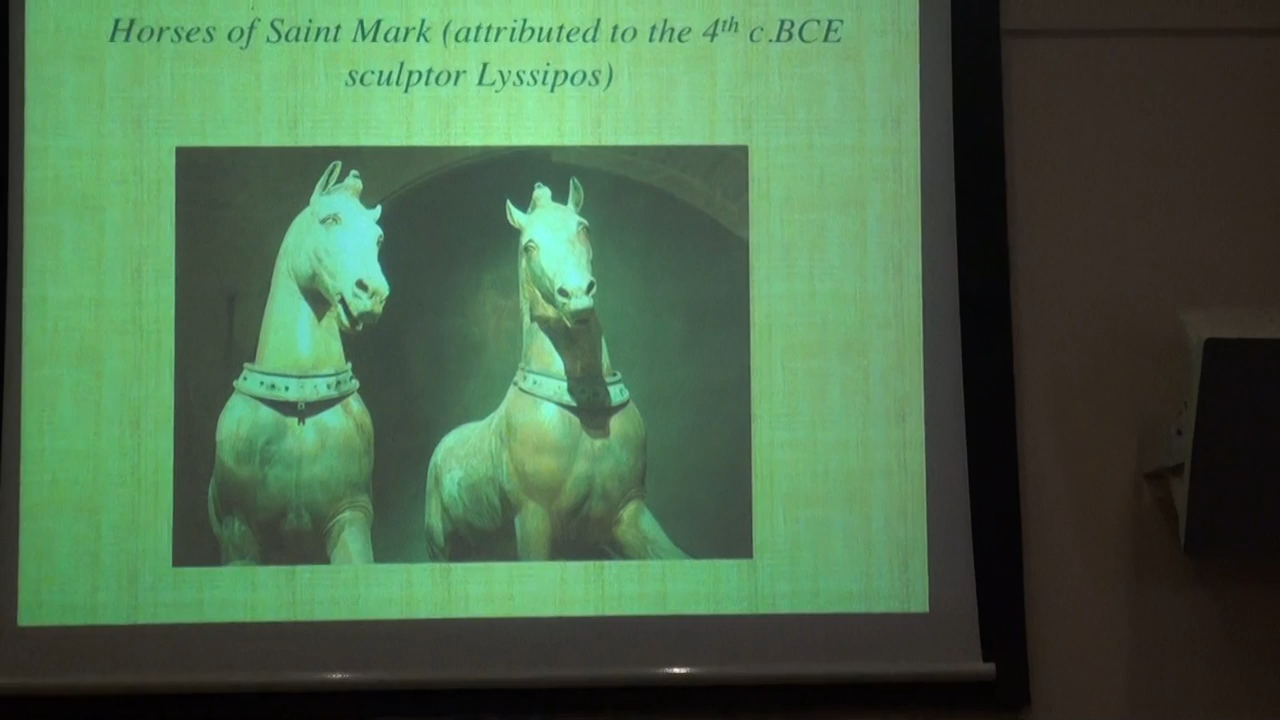 Horses of Saint Mark (attributed to the 4th c.BCE
sculptor Lyssipos)